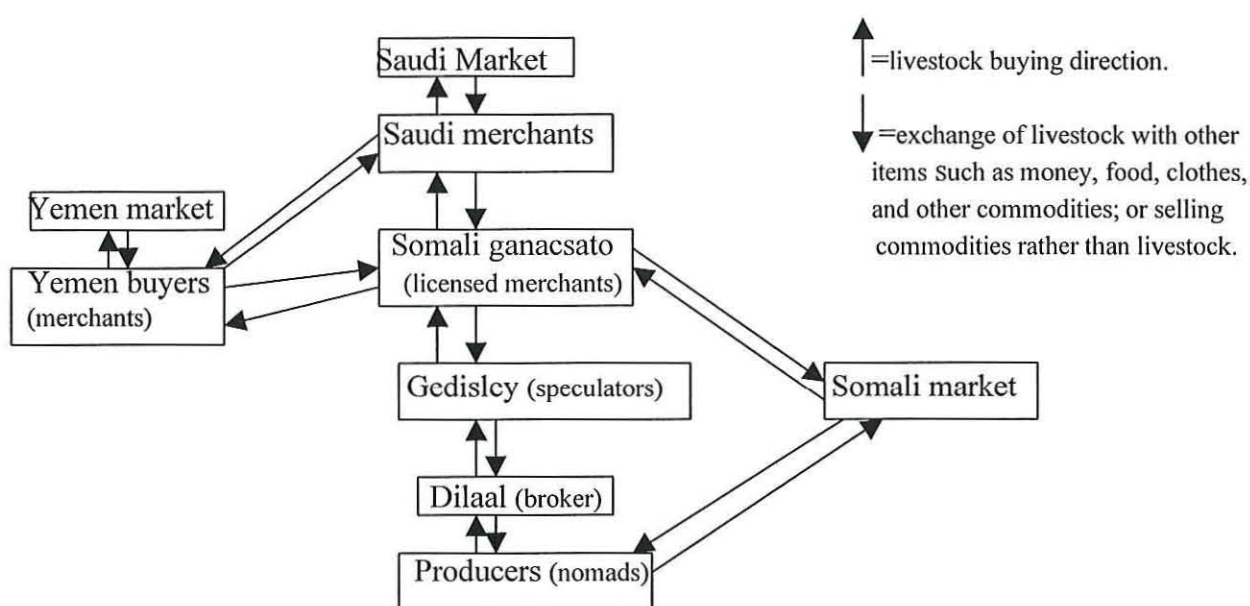 Saudi Market
=livestock buying direction.
Saudi merchants
=exchange of livestock with other
items Such as money, food, clothes,
and other commodities; or selling
commodities rather than livestock.
Yemen market
Somali ganacsato
(licensed merchants)
Yemen buyers
(merchants)
Gedisley (speculators)
Somali market
Dilaal (broker)
Producers (nomads)